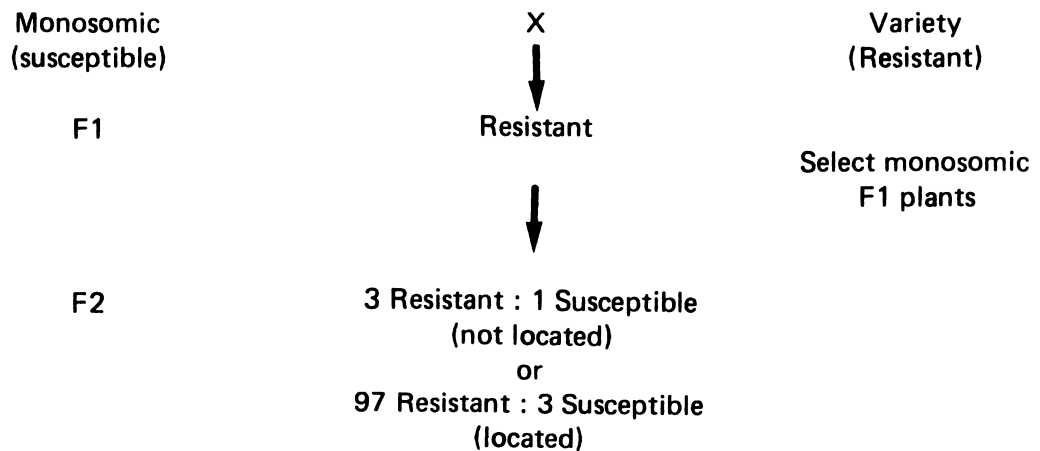 Monosomic X Variety
(susceptible) (Resistant)
F1 Resistant
Select monosomic
F1 plants
F2 3 Resistant : 1 Susceptible
(not located)
or
97 Resistant : 3 Susceptible
(located)